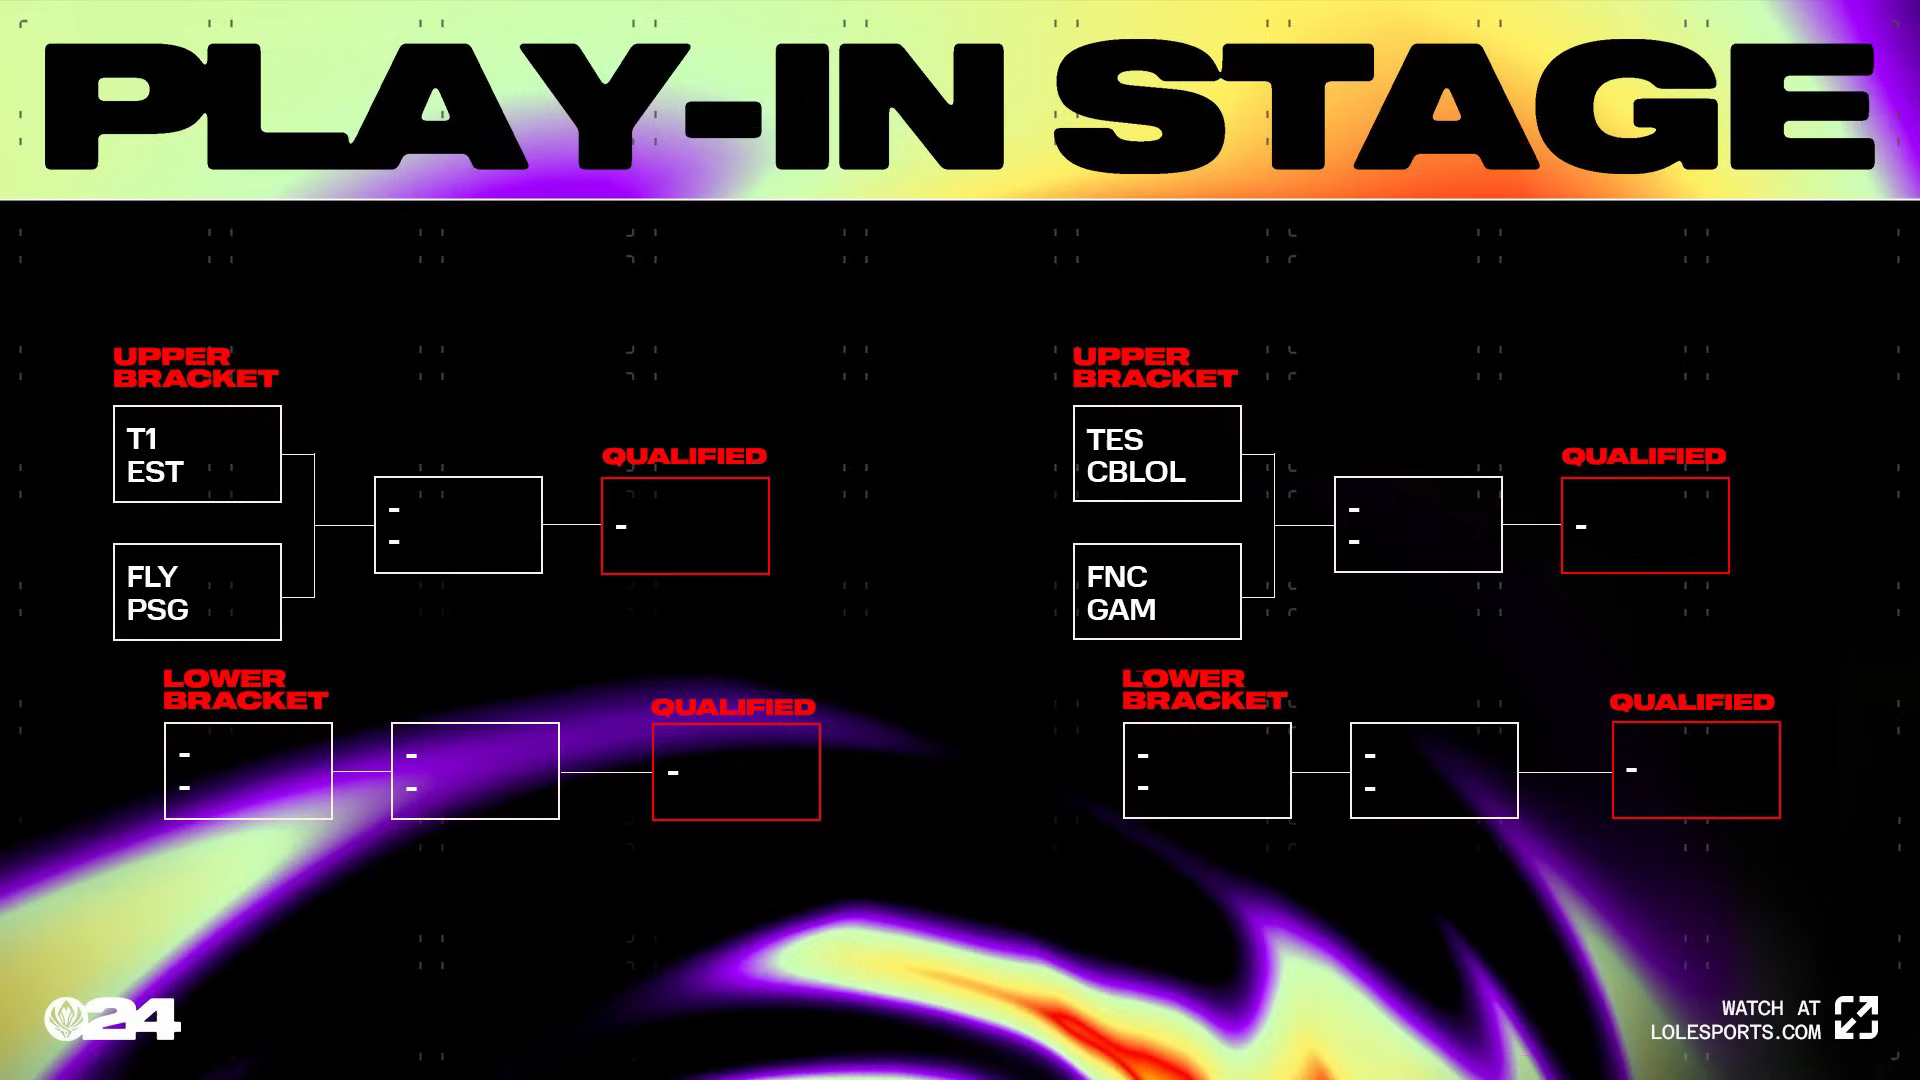 PLAY-IN STAGE
UPPER
BRACKET
T1
EST
FLY
PSG
-
-
QUALIFIED
-
LOWER
BRACKET
-
-
-
-
QUALIFIED
-
UPPER
BRACKET
TES
CBLOL
FNC
GAM
-
-
QUALIFIED
-
LOWER
BRACKET
-
-
-
-
QUALIFIED
-
24
WATCH AT
LOLESPORTS.COM